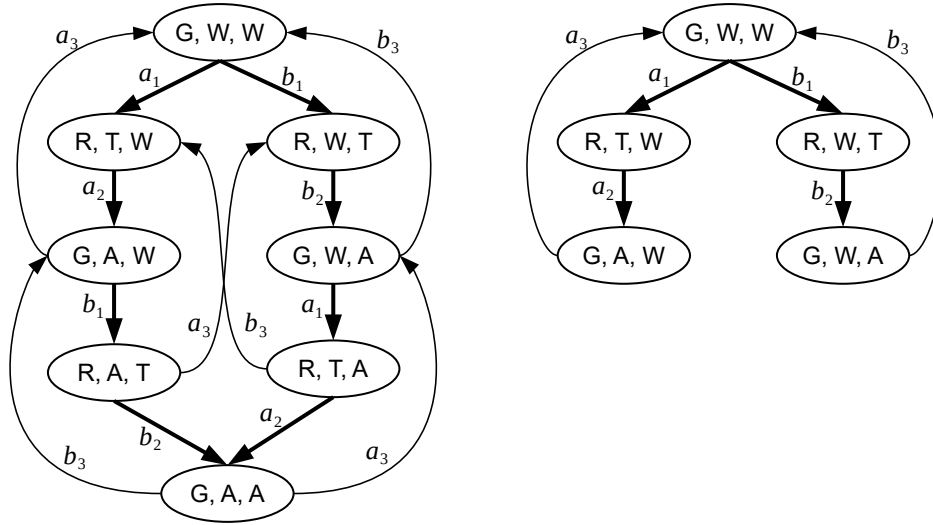 G, W, W
a₃
b₃
a₁
b₁
R, T, W
R, W, T
a₂
b₂
G, A, W
G, W, A
b₁
a₁
a₃
b₃
R, A, T
R, T, A
b₂
a₂
b₃
a₃
G, A, A
G, W, W
a₃
b₃
a₁
b₁
R, T, W
R, W, T
a₂
b₂
G, A, W
G, W, A